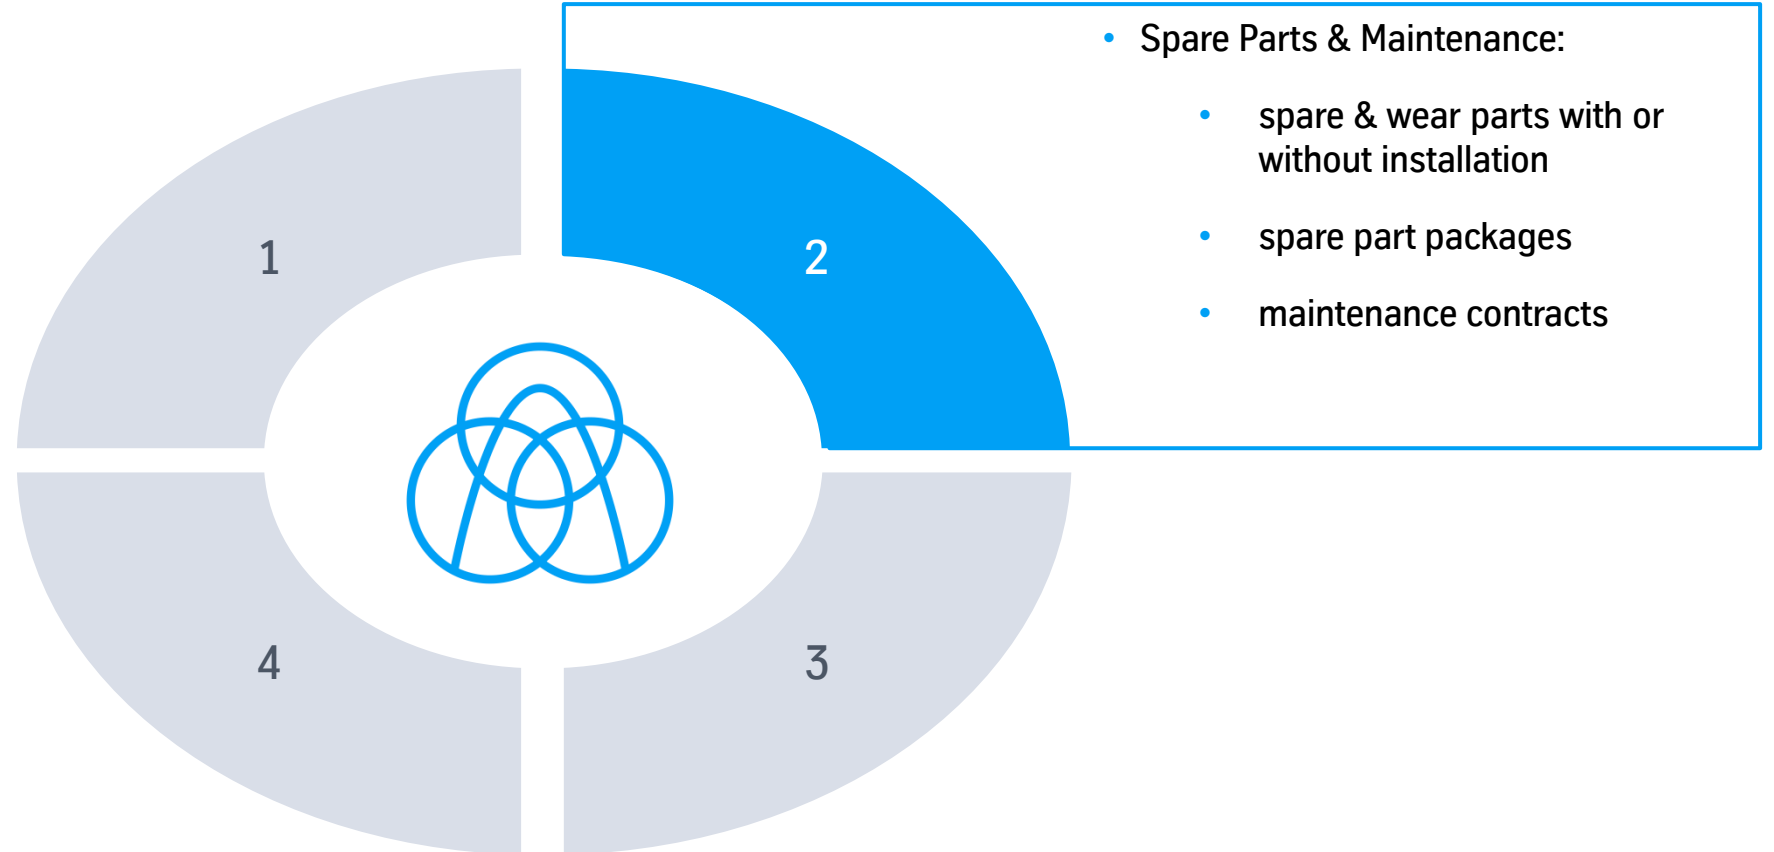 • Spare Parts & Maintenance:
• spare & wear parts with or
without installation
• spare part packages
• maintenance contracts
1
2
4
3